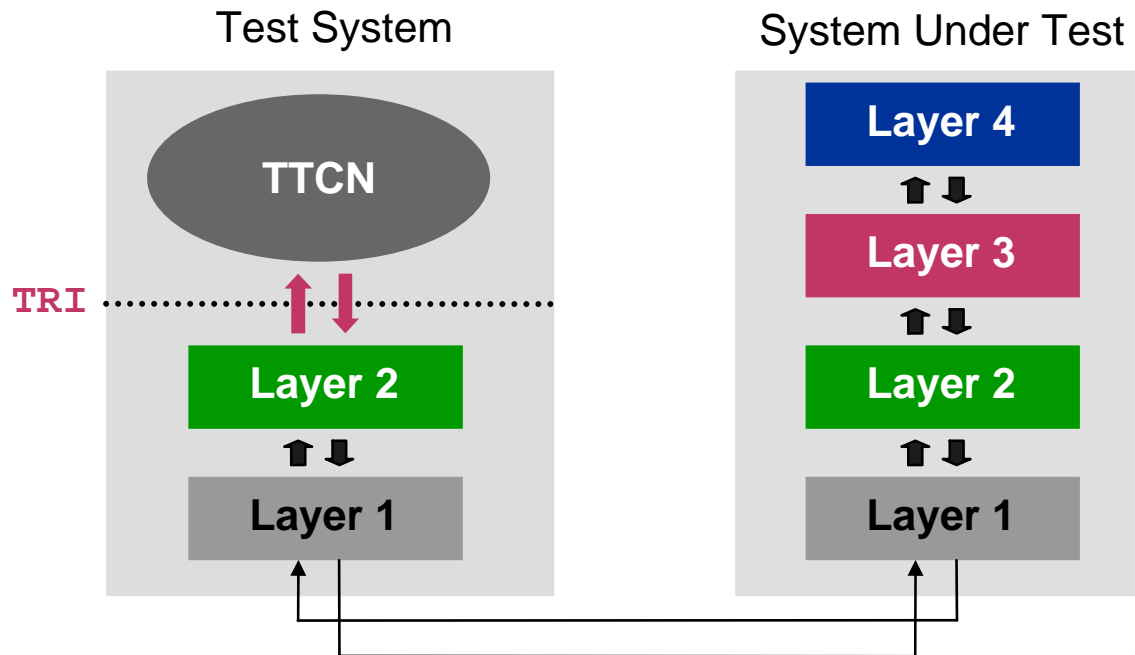 Test System
System Under Test
TTCN
TRI
Layer 2
Layer 1
Layer 4
Layer 3
Layer 2
Layer 1